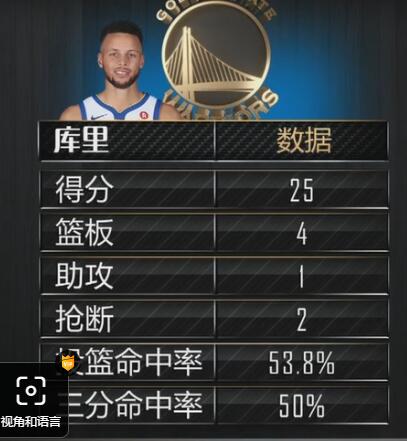 GOLDEN STATE
WARRIORS
库里 数据
得分 25
篮板 4
助攻 1
抢断 2
投篮命中率 53.8%
三分命中率 50%
视角和语言